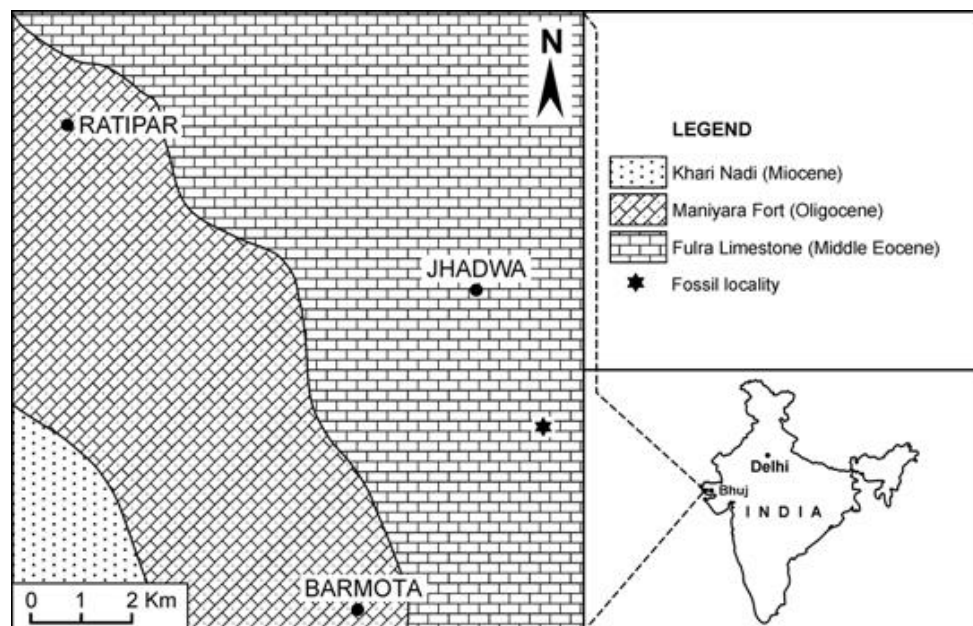 N
RATIPAR
JHADWA
BARMOTA
0 1 2 Km
LEGEND
Khari Nadi (Miocene)
Maniyara Fort (Oligocene)
Fulra Limestone (Middle Eocene)
Fossil locality
Delhi
Bhuj
INDIA